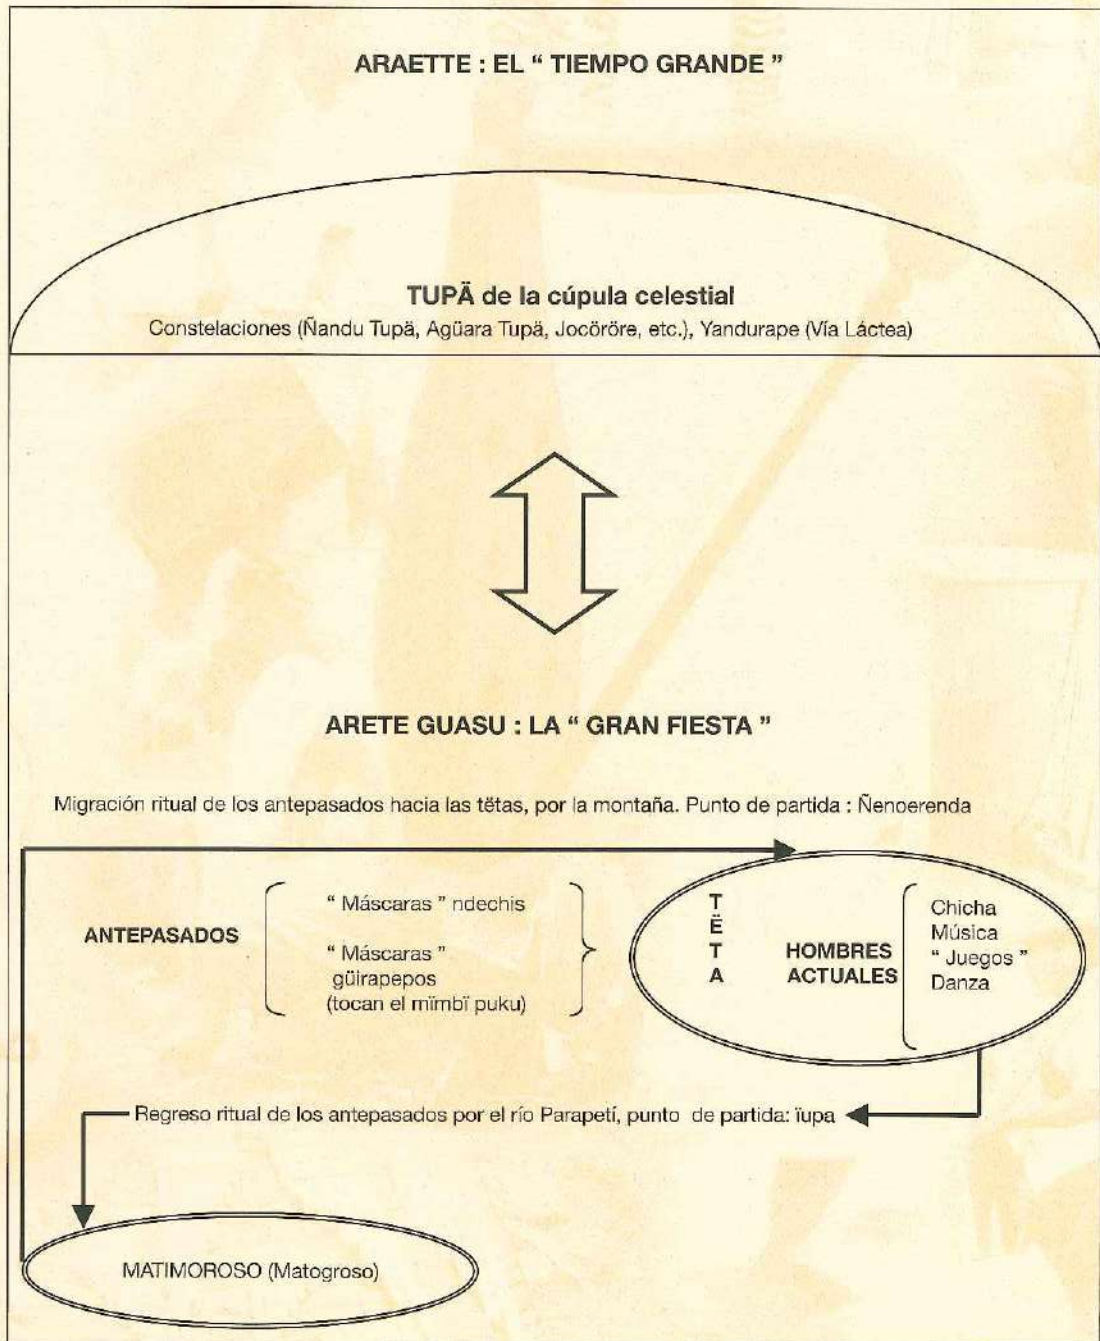 ARAETTE : EL “ TIEMPO GRANDE ”
TUPÄ de la cúpula celestial
Constelaciones (Ñandu Tupä, Agüara Tupä, Jocöröre, etc.), Yandurape (Vía Láctea)
ARETE GUASU : LA “ GRAN FIESTA ”
Migración ritual de los antepasados hacia las tëtas, por la montaña. Punto de partida : Ñenoerenda
ANTEPASADOS
“ Máscaras ” ndechis
“ Máscaras ”
güirapepos
(tocan el mïmbï puku)
T
Ë
T
A
HOMBRES
ACTUALES
Chicha
Música
“ Juegos ”
Danza
Regreso ritual de los antepasados por el río Parapetí, punto de partida: ïupa
MATIMOROSO (Matogroso)